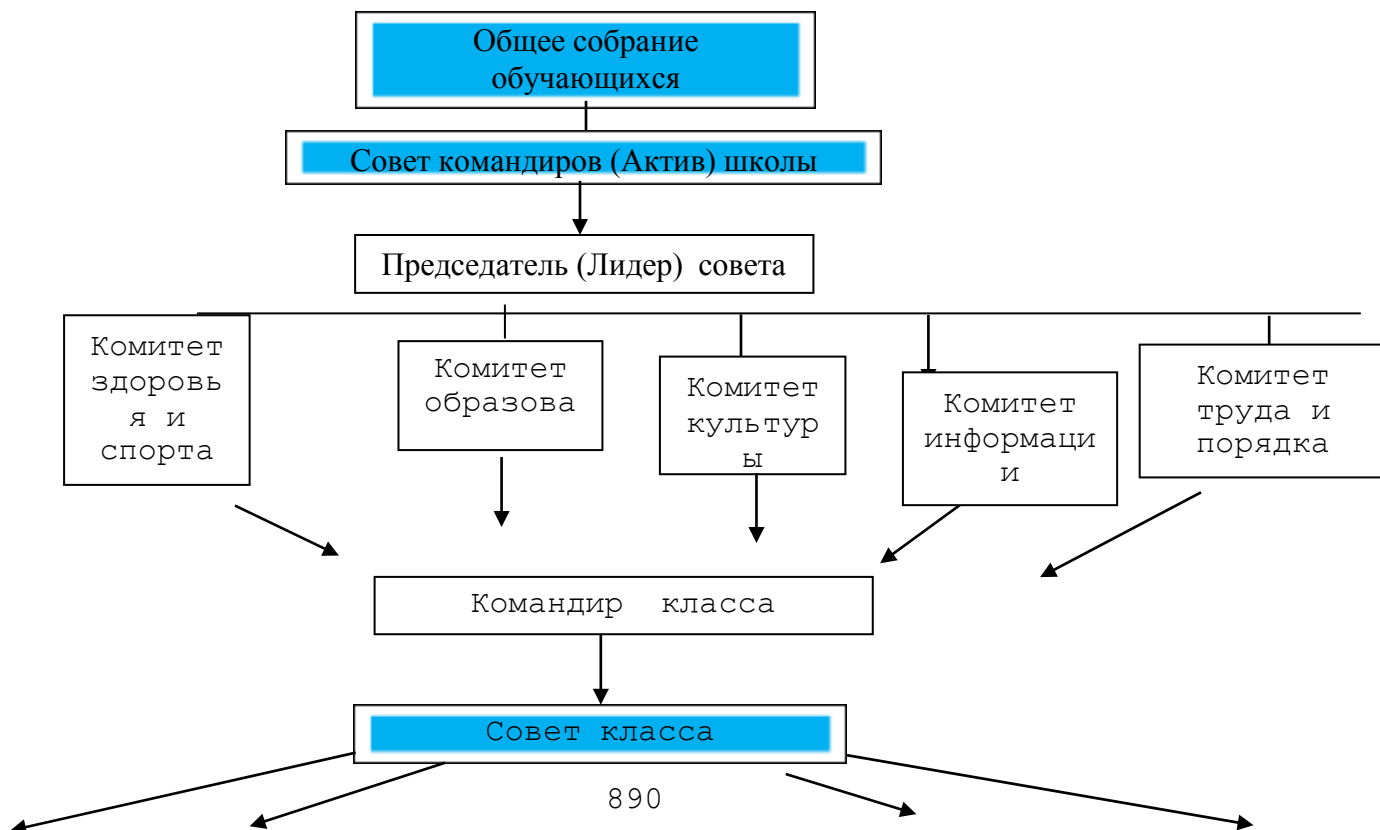 Общее собрание
обучающихся
Совет командиров (Актив) школы
Председатель (Лидер) совета
Комитет
здоровь
я и
спорта
Комитет
образова
Комитет
культур
ы
Комитет
информаци
и
Комитет
труда и
порядка
Командир класса
Совет класса
890